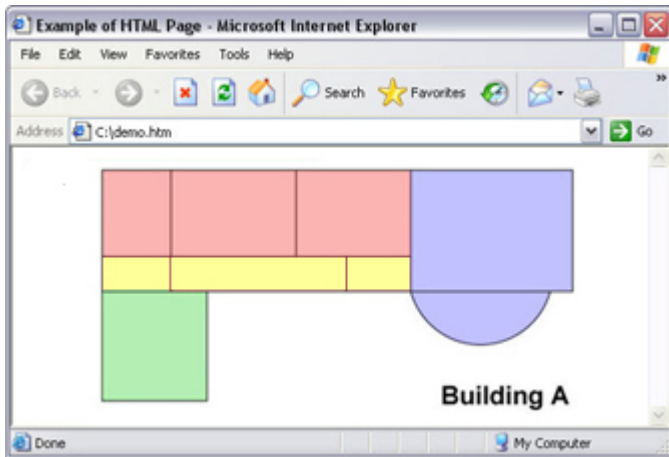 Example of HTML Page - Microsoft Internet Explorer
File Edit View Favorites Tools Help
Back Search Favorites »
Address C:\demo.htm Go
Building A
Done My Computer